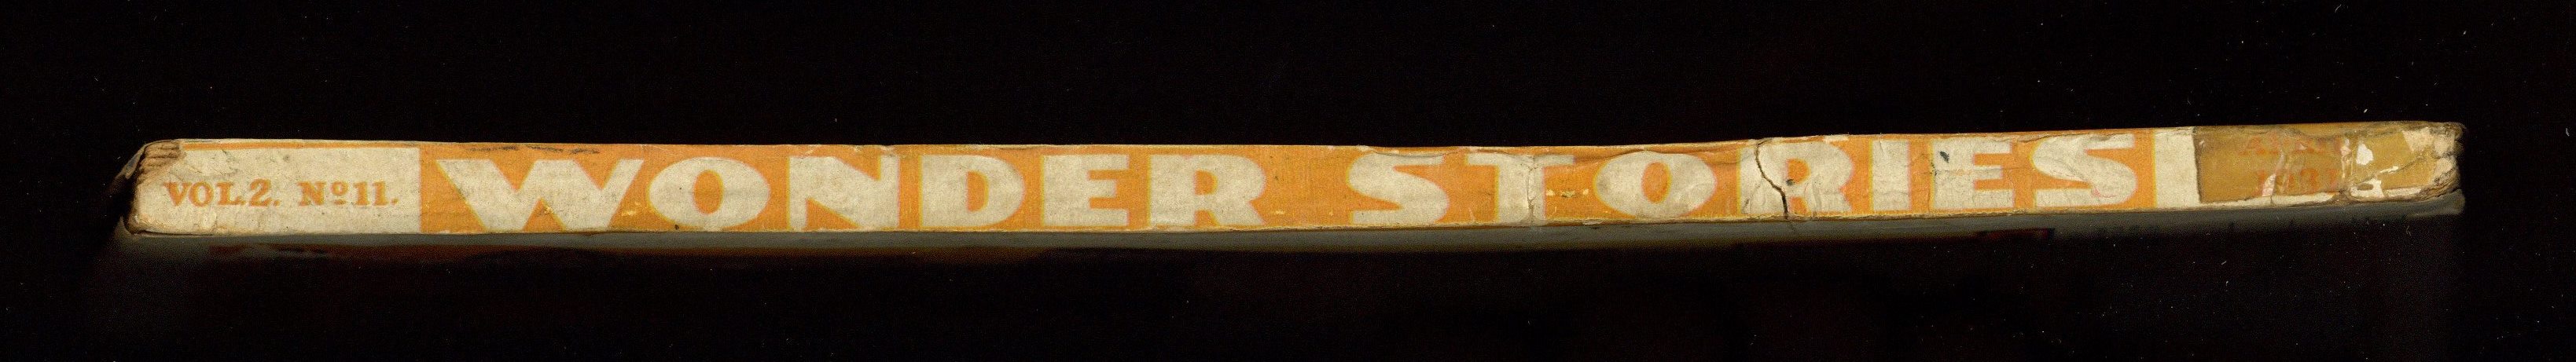 VOL.2. Nº11.
WONDER STORIES